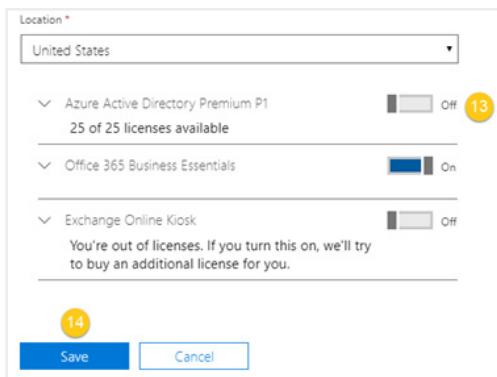 Location *
United States
Azure Active Directory Premium P1
Off
13
25 of 25 licenses available
Office 365 Business Essentials
On
Exchange Online Kiosk
Off
You're out of licenses. If you turn this on, we'll try
to buy an additional license for you.
14
Save
Cancel